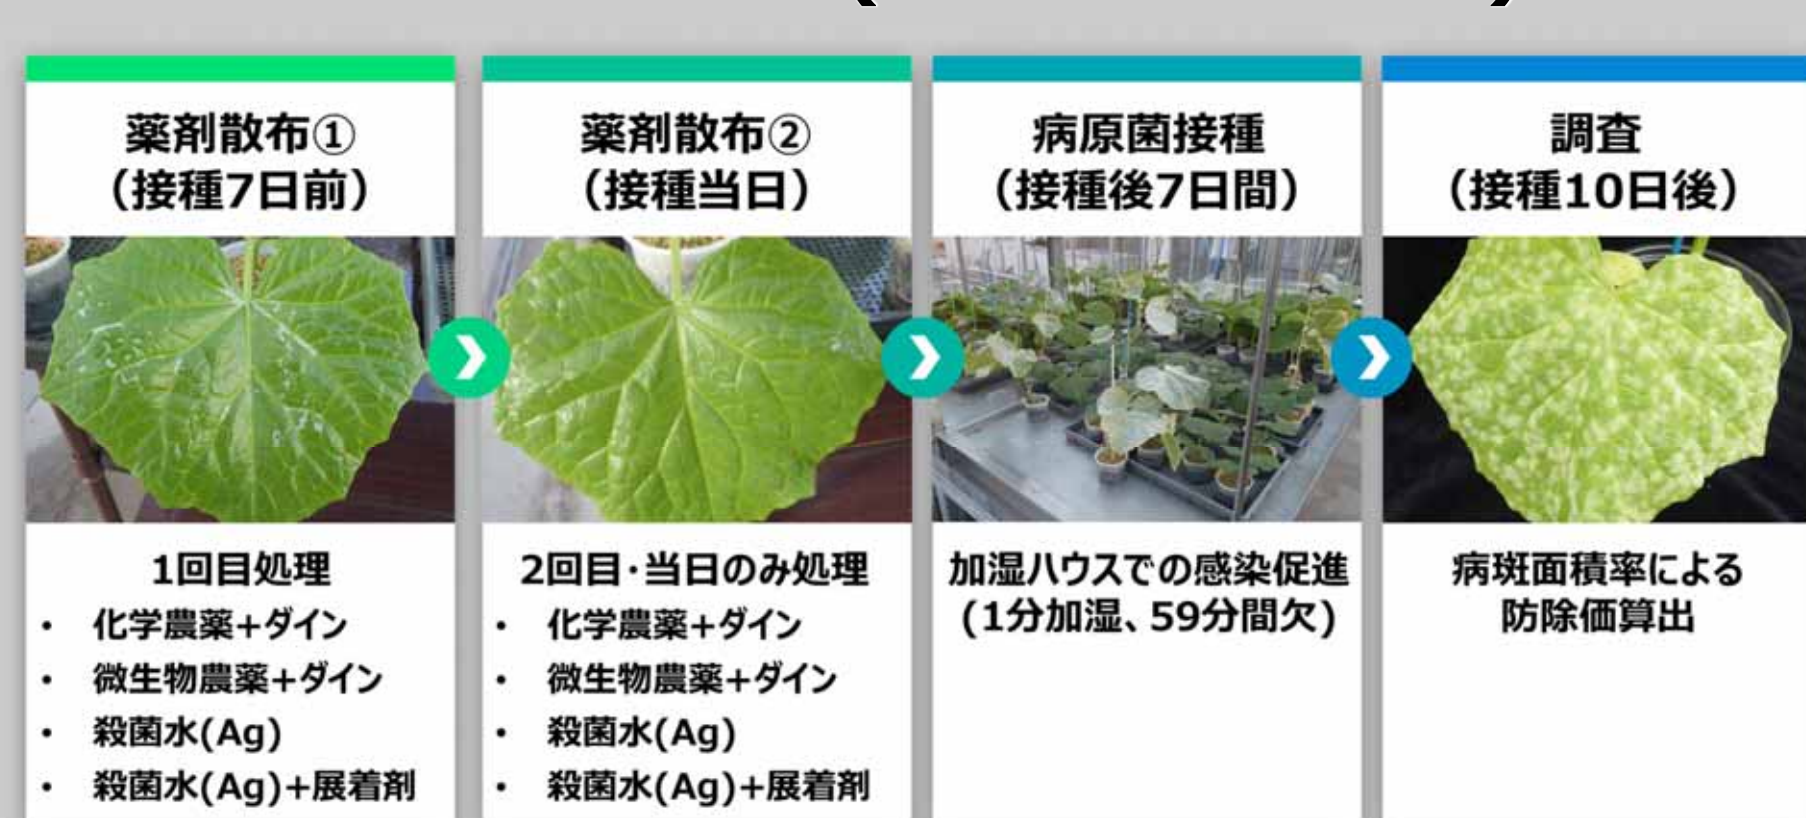 薬剤散布①
（接種7日前）
1回目処理
• 化学農薬+ダイン
• 微生物農薬+ダイン
• 殺菌水(Ag)
• 殺菌水(Ag)+展着剤
薬剤散布②
（接種当日）
2回目・当日のみ処理
• 化学農薬+ダイン
• 微生物農薬+ダイン
• 殺菌水(Ag)
• 殺菌水(Ag)+展着剤
病原菌接種
（接種後7日間）
加湿ハウスでの感染促進
(1分加湿、59分間欠)
調査
（接種10日後）
病斑面積率による
防除価算出